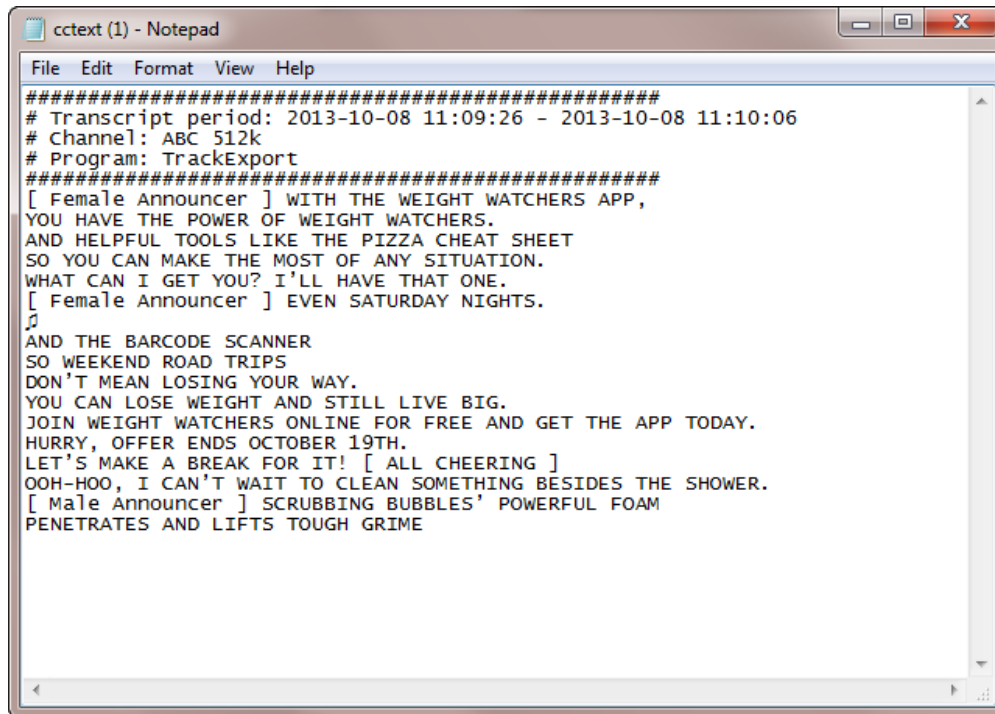 cctext (1) - Notepad
File Edit Format View Help
###################################################
# Transcript period: 2013-10-08 11:09:26 - 2013-10-08 11:10:06
# Channel: ABC 512k
# Program: TrackExport
###################################################
[ Female Announcer ] WITH THE WEIGHT WATCHERS APP,
YOU HAVE THE POWER OF WEIGHT WATCHERS.
AND HELPFUL TOOLS LIKE THE PIZZA CHEAT SHEET
SO YOU CAN MAKE THE MOST OF ANY SITUATION.
WHAT CAN I GET YOU? I'LL HAVE THAT ONE.
[ Female Announcer ] EVEN SATURDAY NIGHTS.
♫
AND THE BARCODE SCANNER
SO WEEKEND ROAD TRIPS
DON'T MEAN LOSING YOUR WAY.
YOU CAN LOSE WEIGHT AND STILL LIVE BIG.
JOIN WEIGHT WATCHERS ONLINE FOR FREE AND GET THE APP TODAY.
HURRY, OFFER ENDS OCTOBER 19TH.
LET'S MAKE A BREAK FOR IT! [ ALL CHEERING ]
OOH-HOO, I CAN'T WAIT TO CLEAN SOMETHING BESIDES THE SHOWER.
[ Male Announcer ] SCRUBBING BUBBLES' POWERFUL FOAM
PENETRATES AND LIFTS TOUGH GRIME